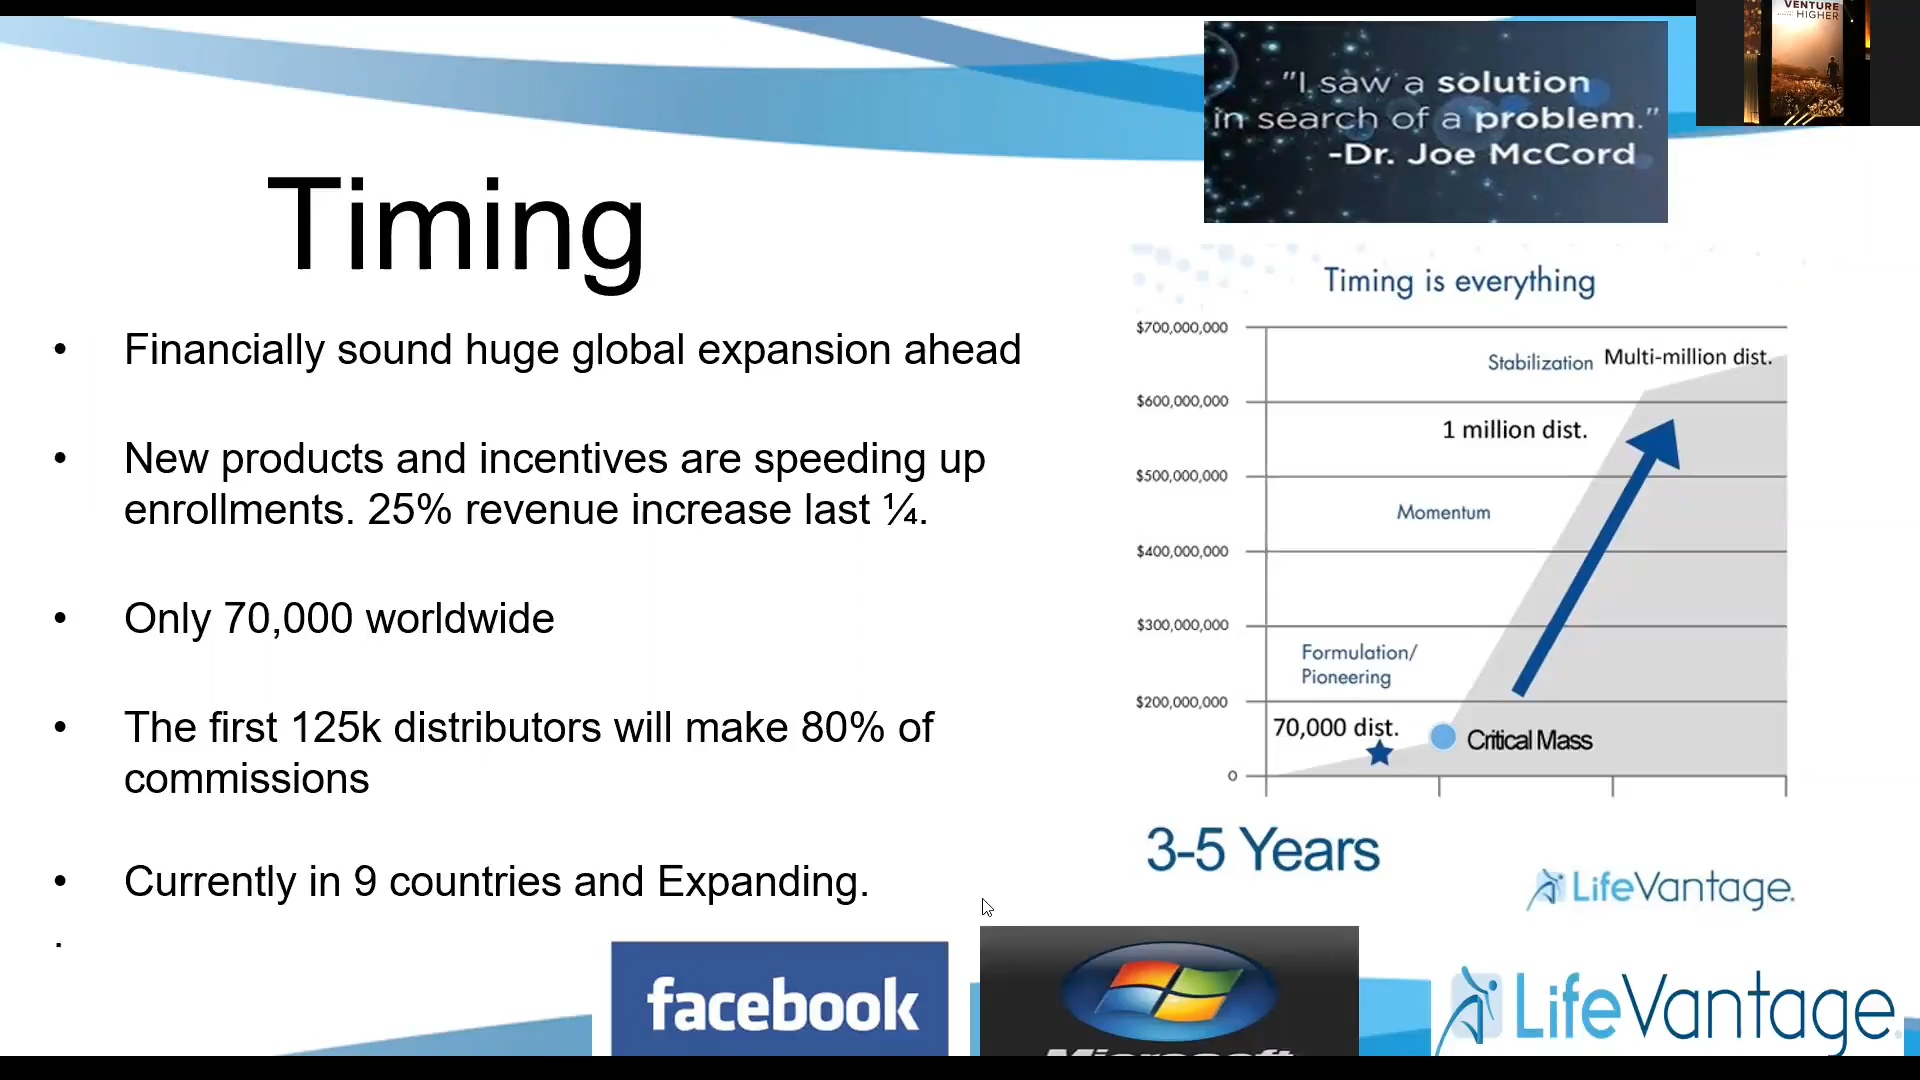 VENTURE
HIGHER
"I saw a solution
in search of a problem."
-Dr. Joe McCord
Timing
• Financially sound huge global expansion ahead
• New products and incentives are speeding up
enrollments. 25% revenue increase last ¼.
• Only 70,000 worldwide
• The first 125k distributors will make 80% of
commissions
• Currently in 9 countries and Expanding.
.
Timing is everything
$700,000,000
Stabilization
Multi-million dist.
$600,000,000
1 million dist.
$500,000,000
Momentum
$400,000,000
$300,000,000
Formulation/
Pioneering
$200,000,000
70,000 dist.
Critical Mass
0
3-5 Years
LifeVantage.
facebook
Microsoft
LifeVantage.